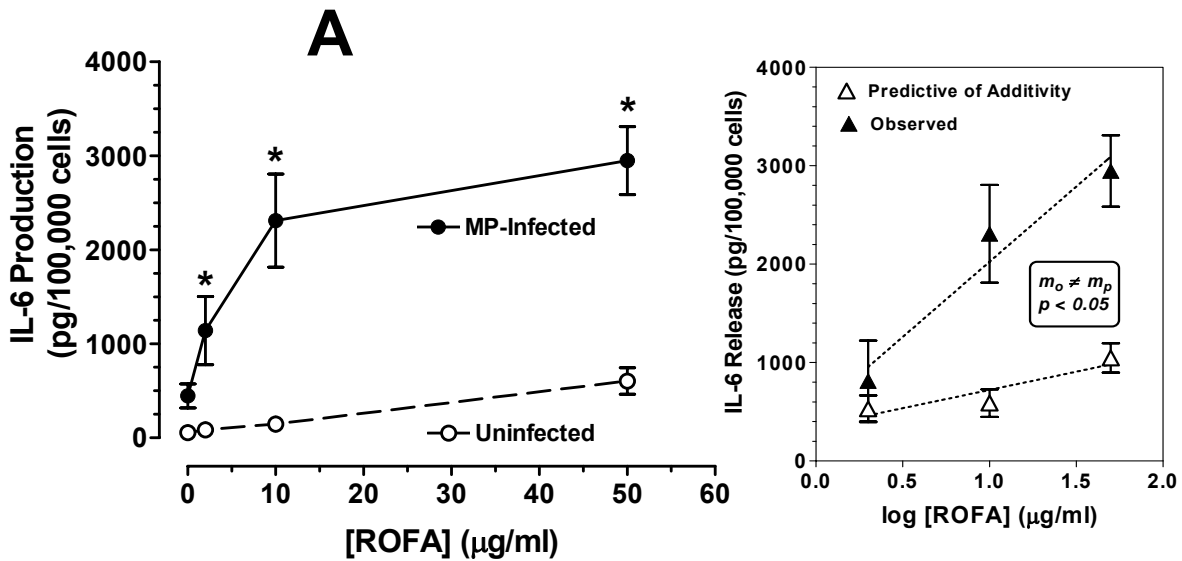 A
IL-6 Production
(pg/100,000 cells)
4000
3000
2000
1000
0
*
*
*
MP-Infected
Uninfected
0 10 20 30 40 50 60
[ROFA] (μg/ml)
IL-6 Release (pg/100,000 cells)
4000
3000
2000
1000
0
Predictive of Additivity
Observed
mo ≠ mp
p < 0.05
0.0 0.5 1.0 1.5 2.0
log [ROFA] (μg/ml)